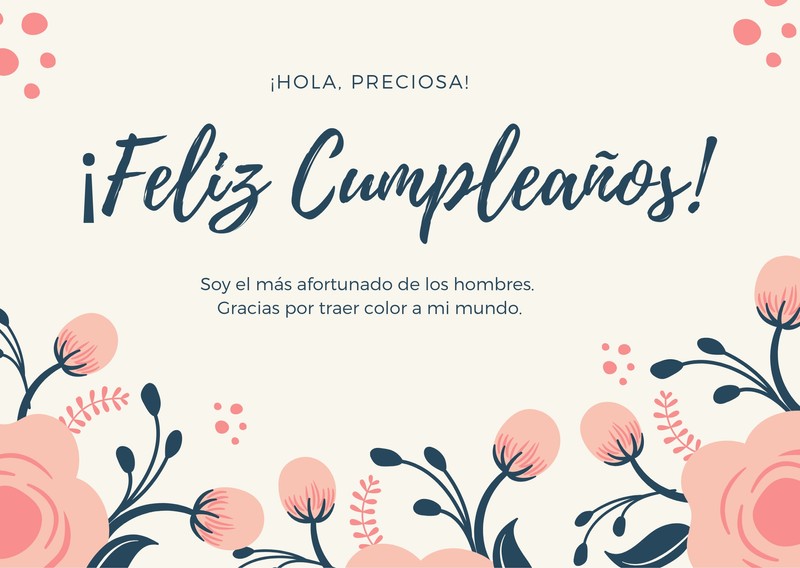 ¡HOLA, PRECIOSA!
¡Feliz Cumpleaños!
Soy el más afortunado de los hombres.
Gracias por traer color a mi mundo.